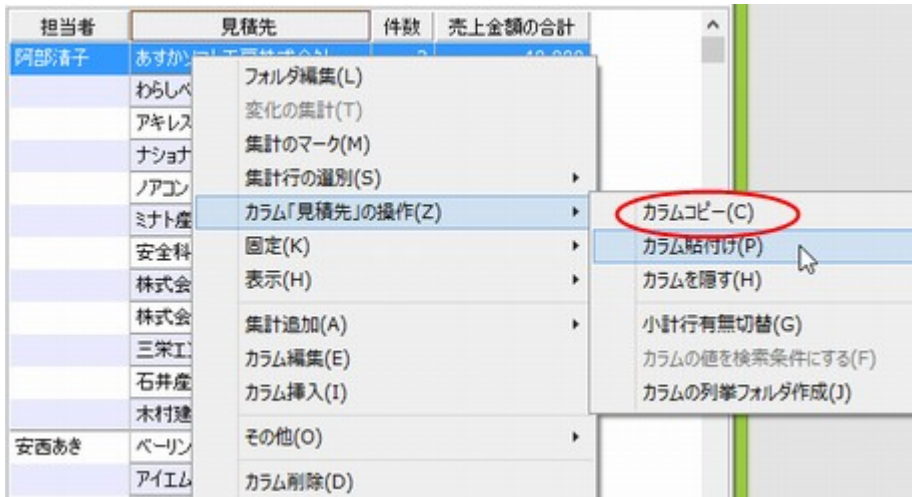 担当者 見積先 件数 売上金額の合計
阿部清子 あすか
わらしべ
アキレス
ナショナ
ノアコン
ミナト産
安全科
株式会
株式会
三栄工
石井産
木村建
安西あき ベーリン
アイエム
フォルダ編集(L)
変化の集計(T)
集計のマーク(M)
集計行の選別(S)
カラム「見積先」の操作(Z)
固定(K)
表示(H)
集計追加(A)
カラム編集(E)
カラム挿入(I)
その他(O)
カラム削除(D)
カラムコピー(C)
カラム貼付け(P)
カラムを隠す(H)
小計行有無切替(G)
カラムの値を検索条件にする(F)
カラムの列挙フォルダ作成(J)